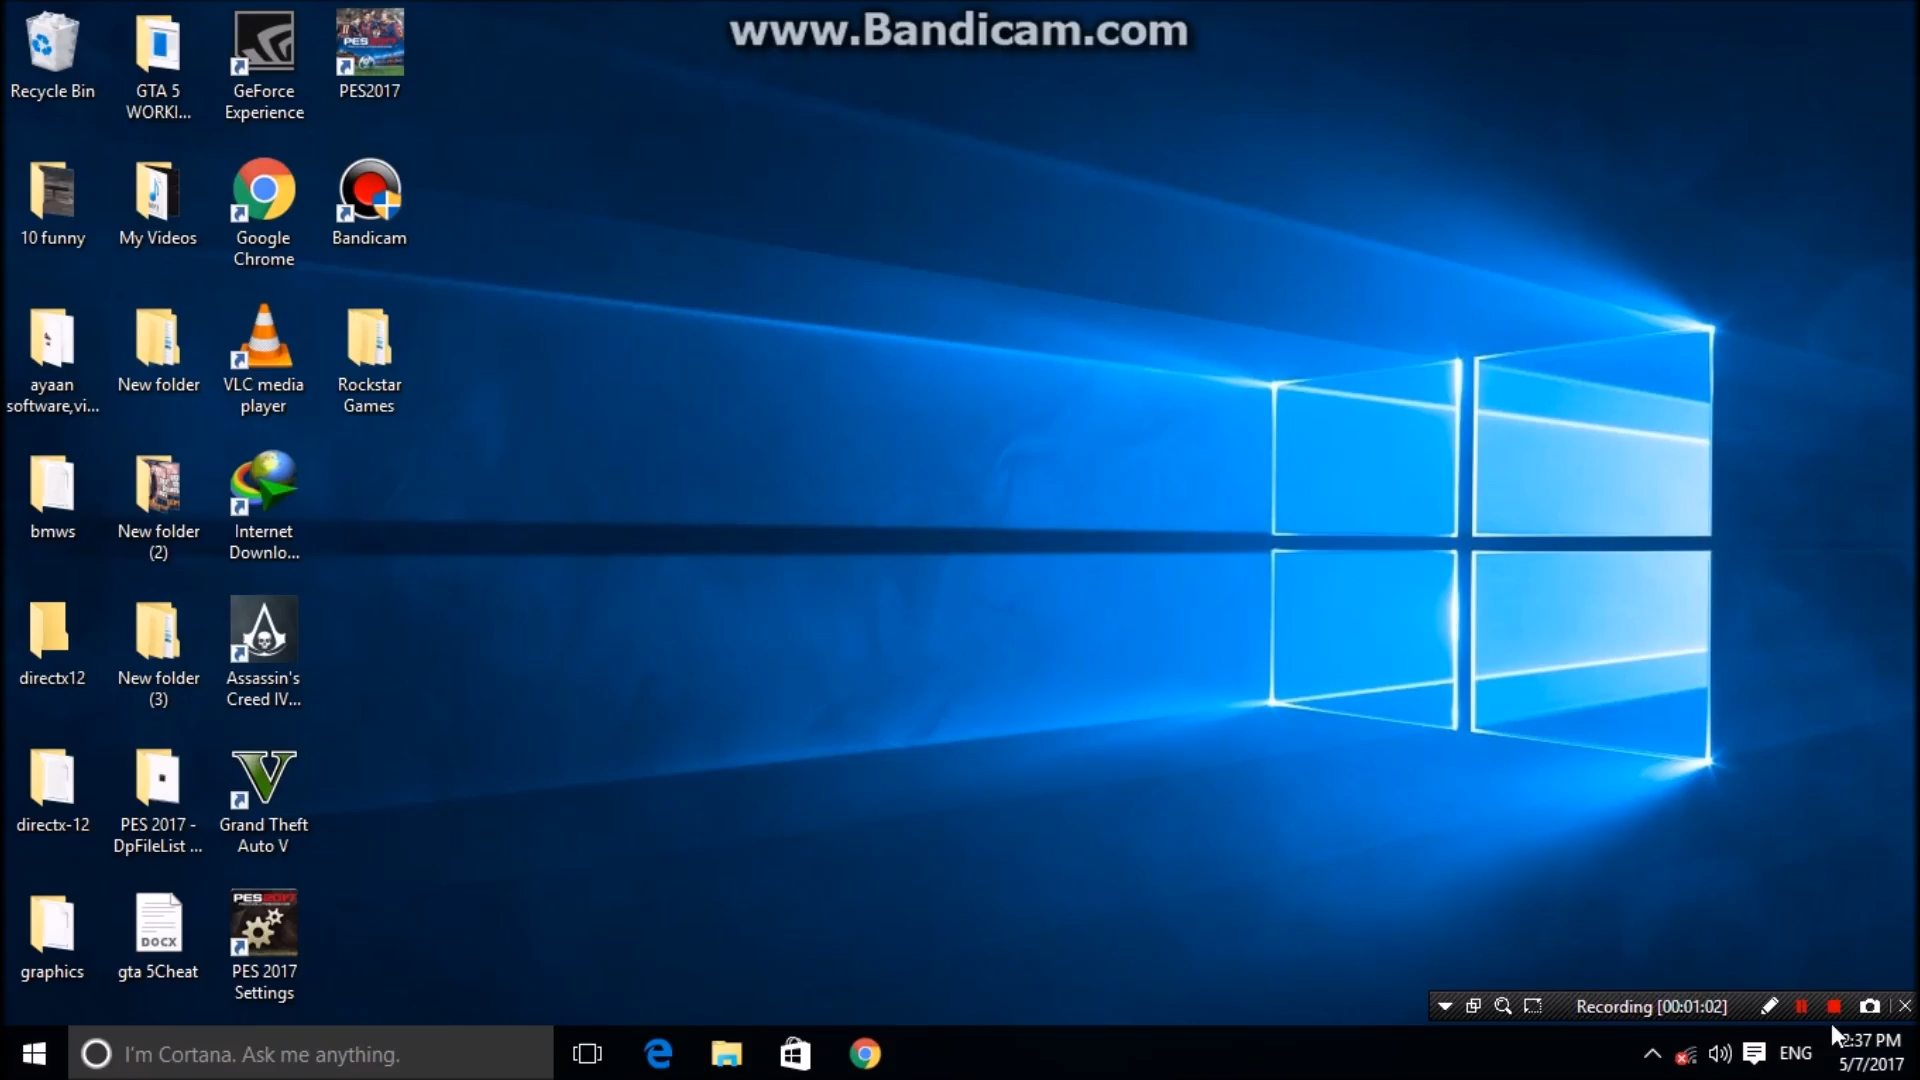 www.Bandicam.com
Recycle Bin
GTA 5
WORKI...
GeForce
Experience
PES2017
10 funny
My Videos
Google
Chrome
Bandicam
ayaan
software,vi...
New folder
VLC media
player
Rockstar
Games
bmws
New folder
(2)
Internet
Downlo...
directx12
New folder
(3)
Assassin's
Creed IV...
directx-12
PES 2017 -
DpFileList ...
Grand Theft
Auto V
graphics
DOCX
gta 5Cheat
PES 2017
Settings
Recording [00:01:02]
I'm Cortana. Ask me anything.
ENG
2:37 PM
5/7/2017